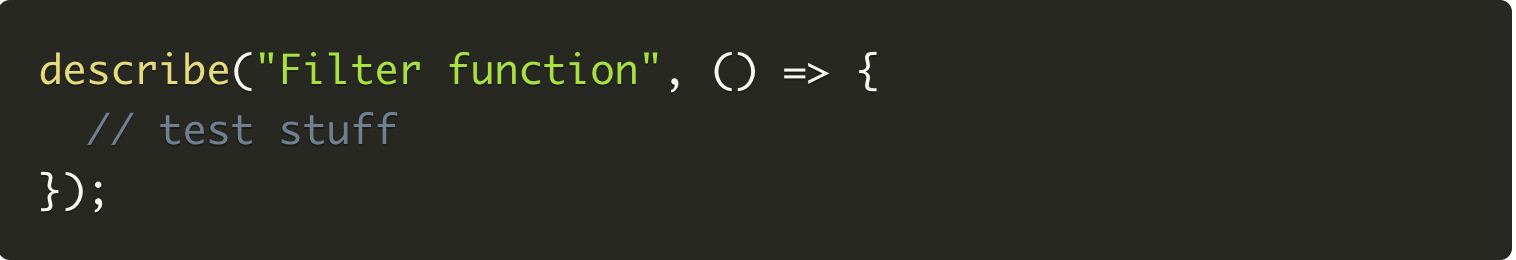 describe("Filter function", () => {
  // test stuff
});